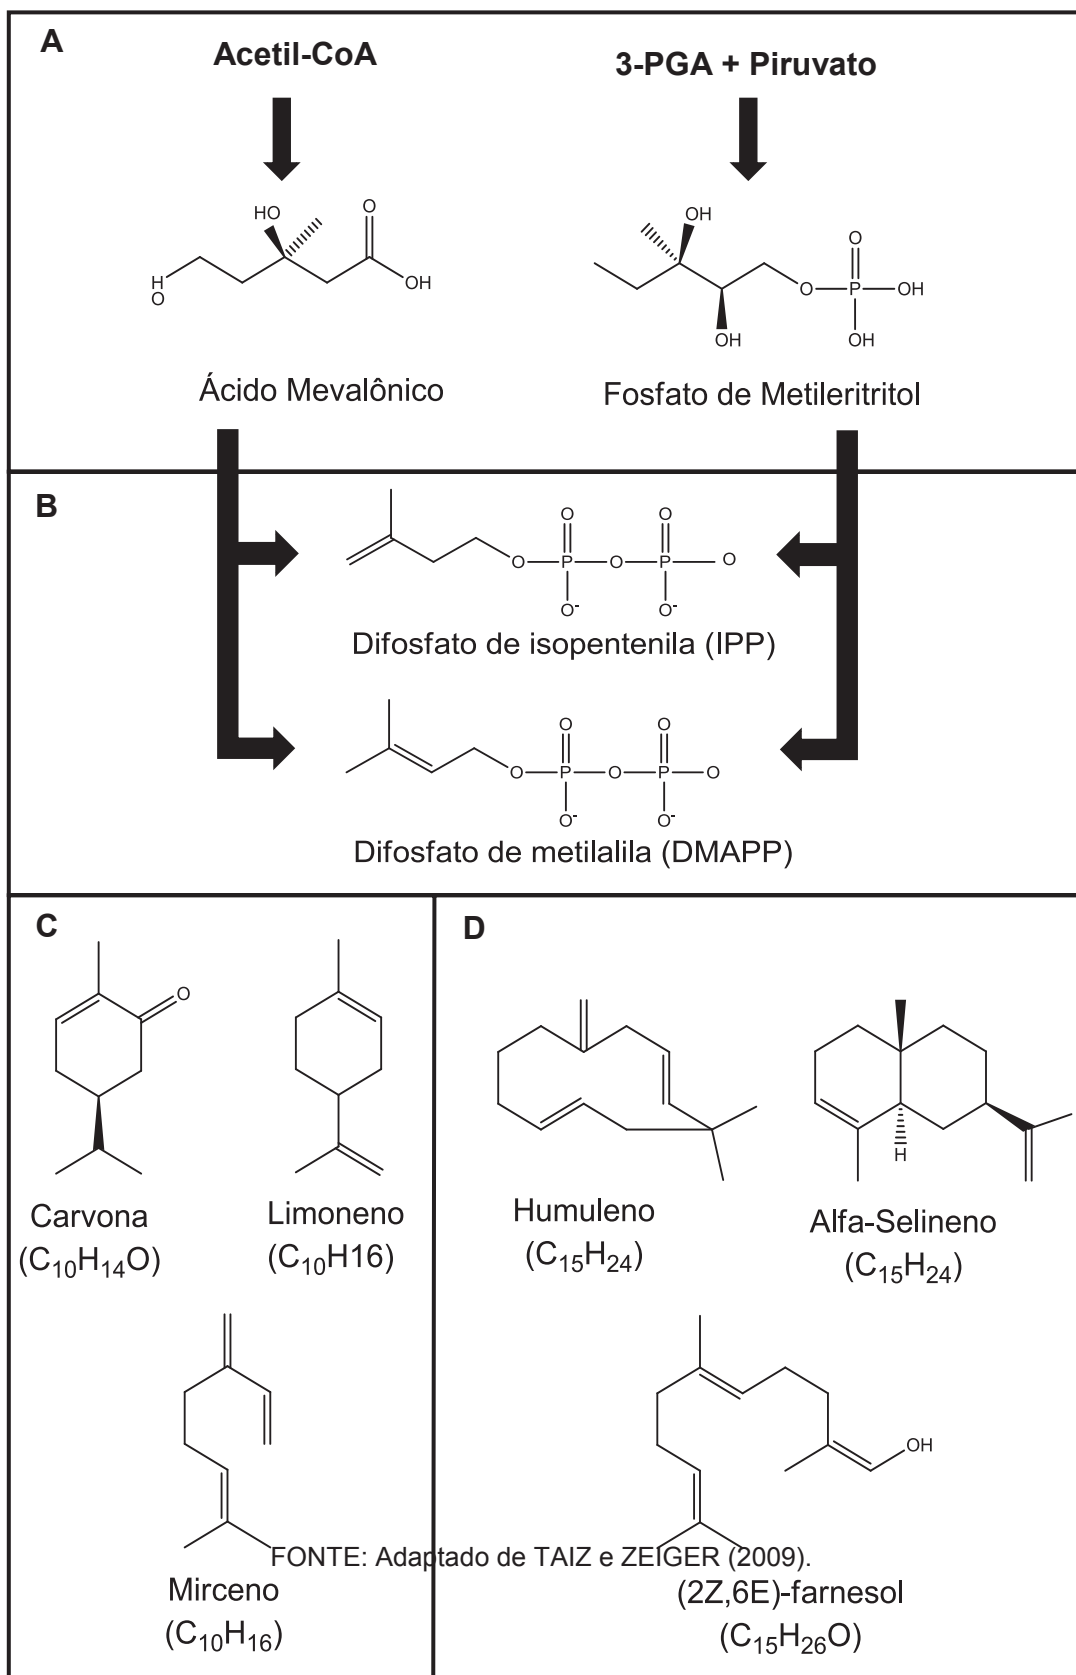 A
Acetil-CoA
3-PGA + Piruvato
HO
O
H
O
OH
OH
OH
O
O
P
OH
OH
Ácido Mevalônico
Fosfato de Metileritritol
B
O
O
O
P
O
P
O
O-
O-
Difosfato de isopentenila (IPP)
O
O
O
P
O
P
O
O-
O-
Difosfato de metilalila (DMAPP)
C
O
Carvona
(C10H14O)
Limoneno
(C10H16)
Mirceno
(C10H16)
D
Humuleno
(C15H24)
H
Alfa-Selineno
(C15H24)
OH
FONTE: Adaptado de TAIZ e ZEIGER (2009).
(2Z,6E)-farnesol
(C15H26O)